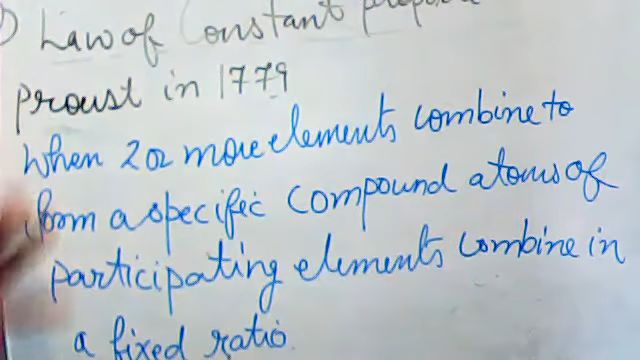 Law of Constant
Proust in 1779
When 2 or more elements combine to
form a specific compound atoms of
participating elements combine in
a fixed ratio.